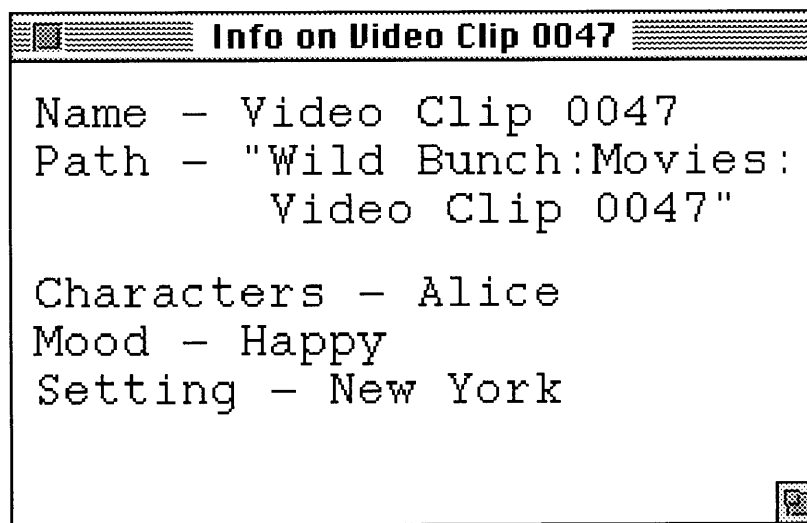 Info on Video Clip 0047
Name – Video Clip 0047
Path – "Wild Bunch:Movies:
Video Clip 0047"
Characters – Alice
Mood – Happy
Setting – New York